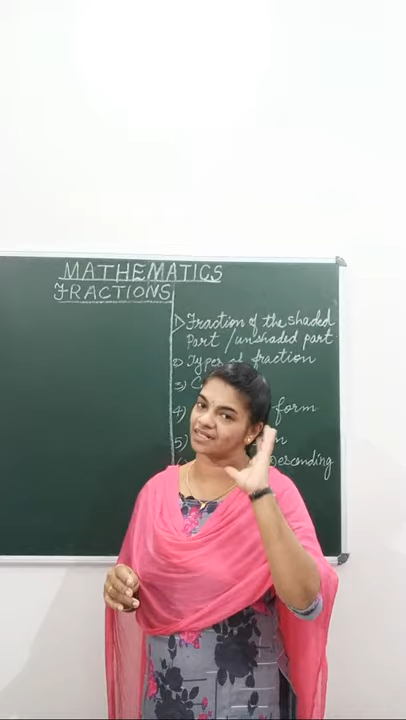 MATHEMATICS
FRACTIONS
1) Fraction of the shaded
Part / unshaded part
2) Types of fraction
3)
4) form
5)
Descending